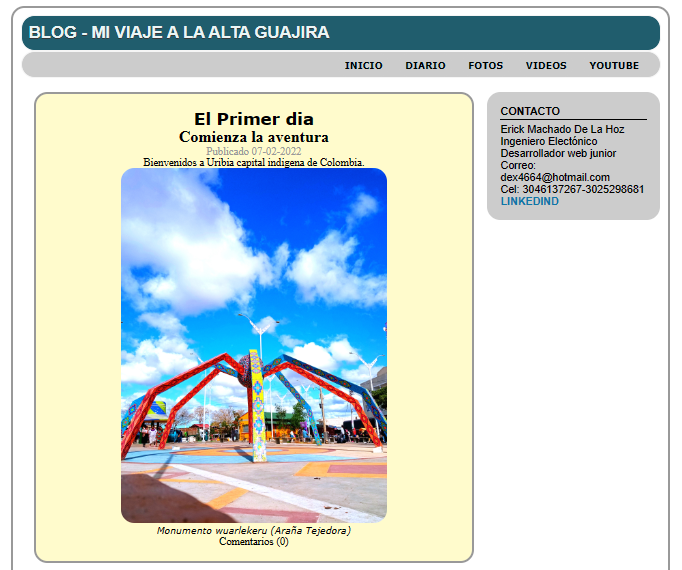 BLOG - MI VIAJE A LA ALTA GUAJIRA
INICIO DIARIO FOTOS VIDEOS YOUTUBE
El Primer dia
Comienza la aventura
Publicado 07-02-2022
Bienvenidos a Uribia capital indigena de Colombia.
Monumento wuarlekeru (Araña Tejedora)
Comentarios (0)
CONTACTO
Erick Machado De La Hoz
Ingeniero Electónico
Desarrollador web junior
Correo:
dex4664@hotmail.com
Cel: 3046137267-3025298681
LINKEDIND